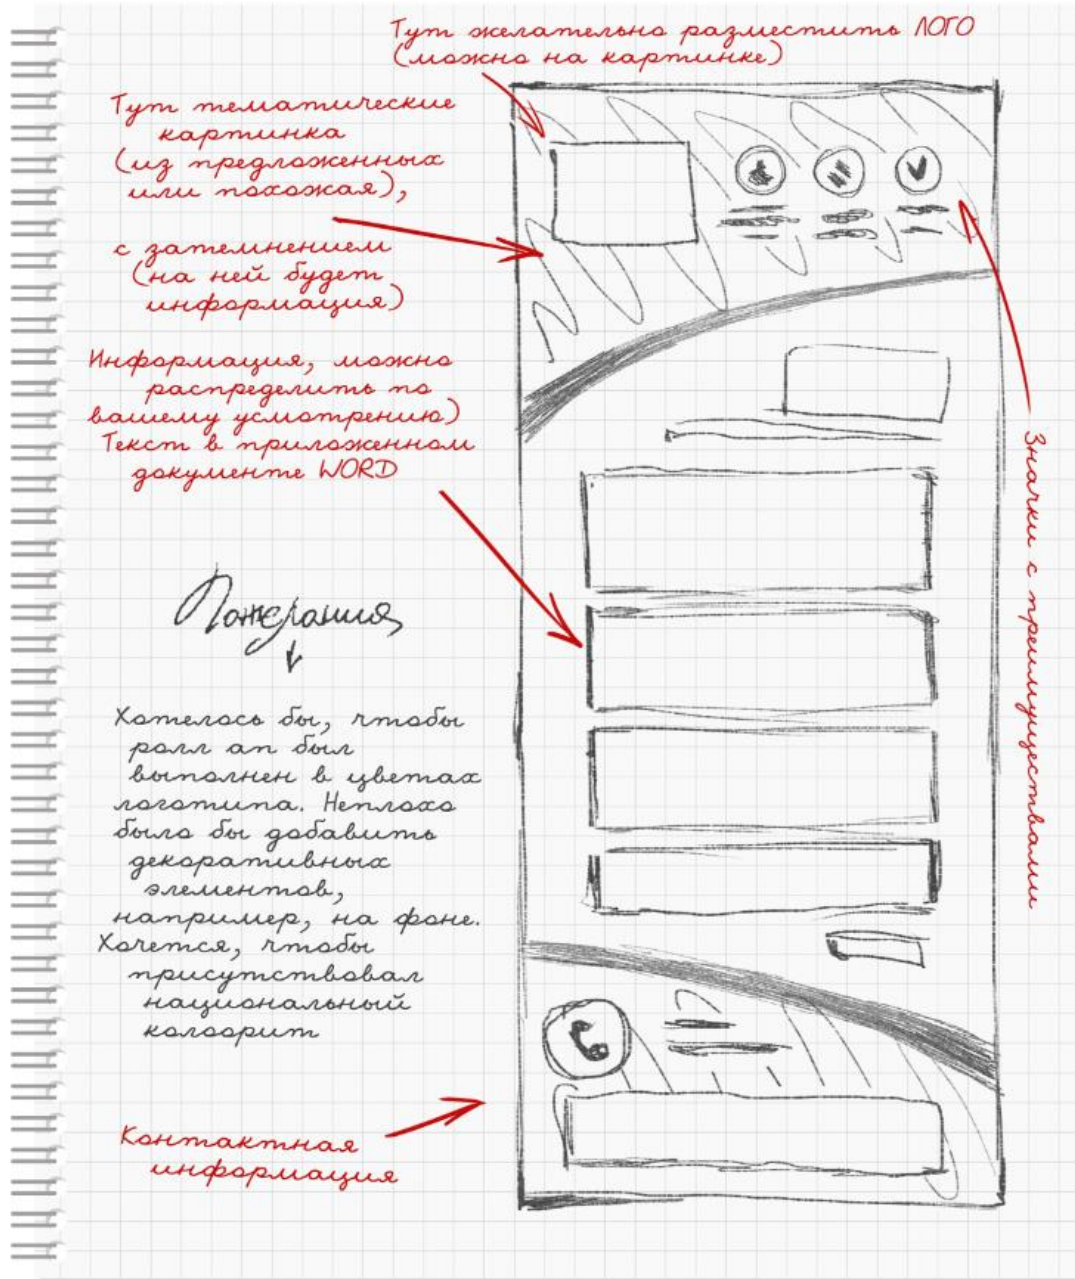 Тут желательно разместить ЛОГО
(можно на картинке)
Тут тематические
картинка
(из предложенных
или похожая),
с затемнением
(на ней будет
информация)
Информация, можно
распределить по
вашему усмотрению)
Текст в приложенном
документе WORD
Значки с преимуществами
Пожелания
Хотелось бы, чтобы
ролл ап был
выполнен в цветах
логотипа. Неплохо
было бы добавить
декоративных
элементов,
например, на фоне.
Хочется, чтобы
присутствовал
национальный
колоорит
Контактная
информация